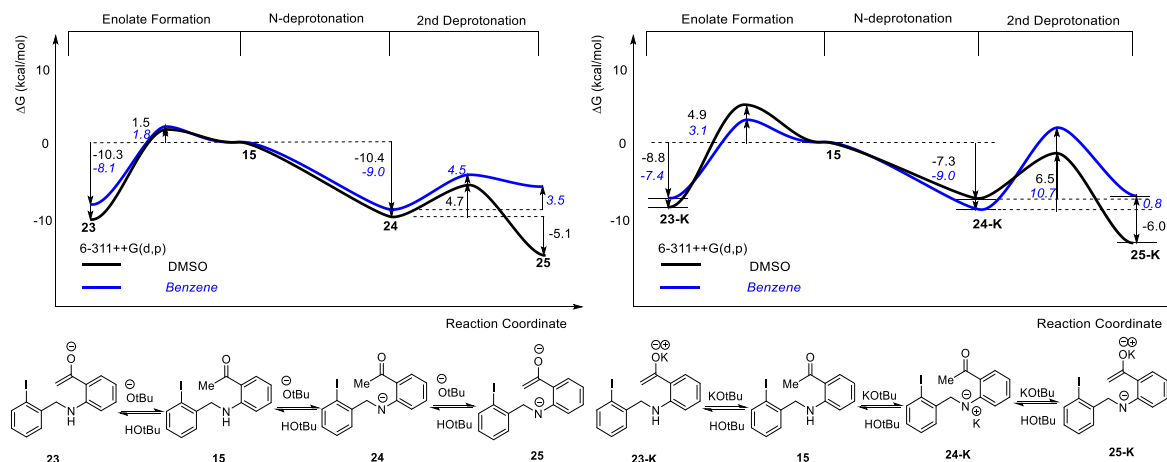 Enolate Formation
N-deprotonation
2nd Deprotonation
ΔG (kcal/mol)
10
0
-10
1.5
1.8
-10.3
-8.1
23
15
-10.4
-9.0
24
4.5
4.7
3.5
-5.1
25
6-311++G(d,p)
DMSO
Benzene
Reaction Coordinate
Enolate Formation
N-deprotonation
2nd Deprotonation
ΔG (kcal/mol)
10
0
-10
4.9
3.1
-8.8
-7.4
23-K
15
-7.3
-9.0
24-K
6.5
10.7
0.8
-6.0
25-K
6-311++G(d,p)
DMSO
Benzene
Reaction Coordinate
⊖
O
I
N
H
23
⊖
OtBu
HOtBu
O
Me
I
NH
15
⊖
OtBu
HOtBu
O
Me
I
N⊖
24
⊖
OtBu
HOtBu
⊖
O
I
N⊖
25
⊖⊕
OK
I
N
H
23-K
KOtBu
HOtBu
O
Me
I
NH
15
KOtBu
HOtBu
O
Me
I
N⊖
⊕
K
24-K
KOtBu
HOtBu
⊖⊕
OK
I
N⊖
25-K